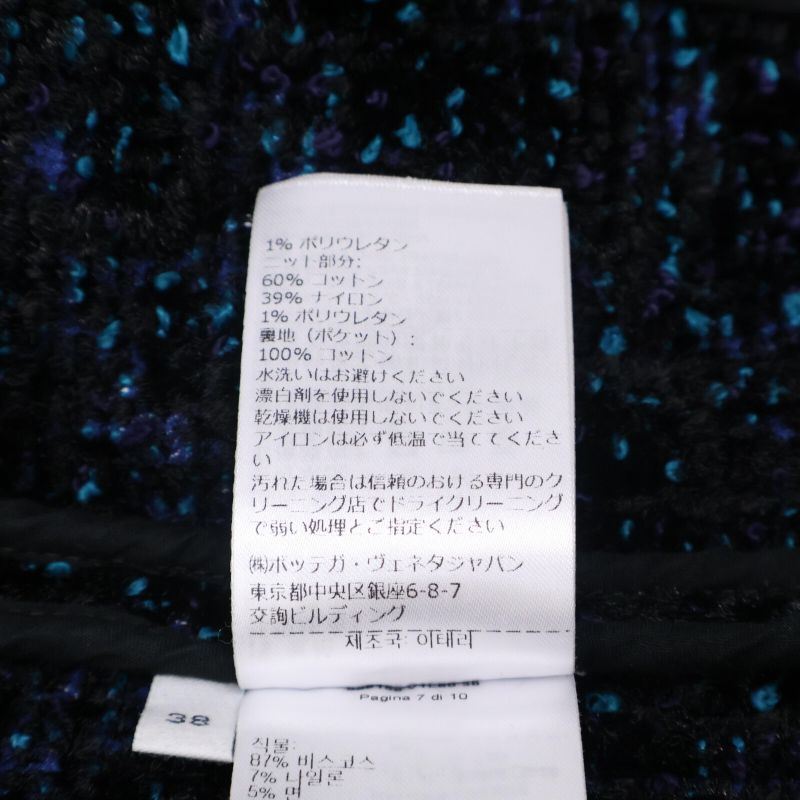 1% ポリウレタン
ニット部分:
60% コットン
39% ナイロン
1% ポリウレタン
裏地（ポケット）:
100% コットン
水洗いはお避けください
漂白剤を使用しないでください
乾燥機は使用しないでください
アイロンは必ず低温で当ててくださ
い
汚れた場合は信頼のおける専門のク
リーニング店でドライクリーニング
で弱い処理とご指定ください
㈱ボッテガ・ヴェネタジャパン
東京都中央区銀座6-8-7
交詢ビルディング
제조국: 이태리
Pagina 7 di 10
38
식물:
87% 비스코스
7% 나일론
5% 면